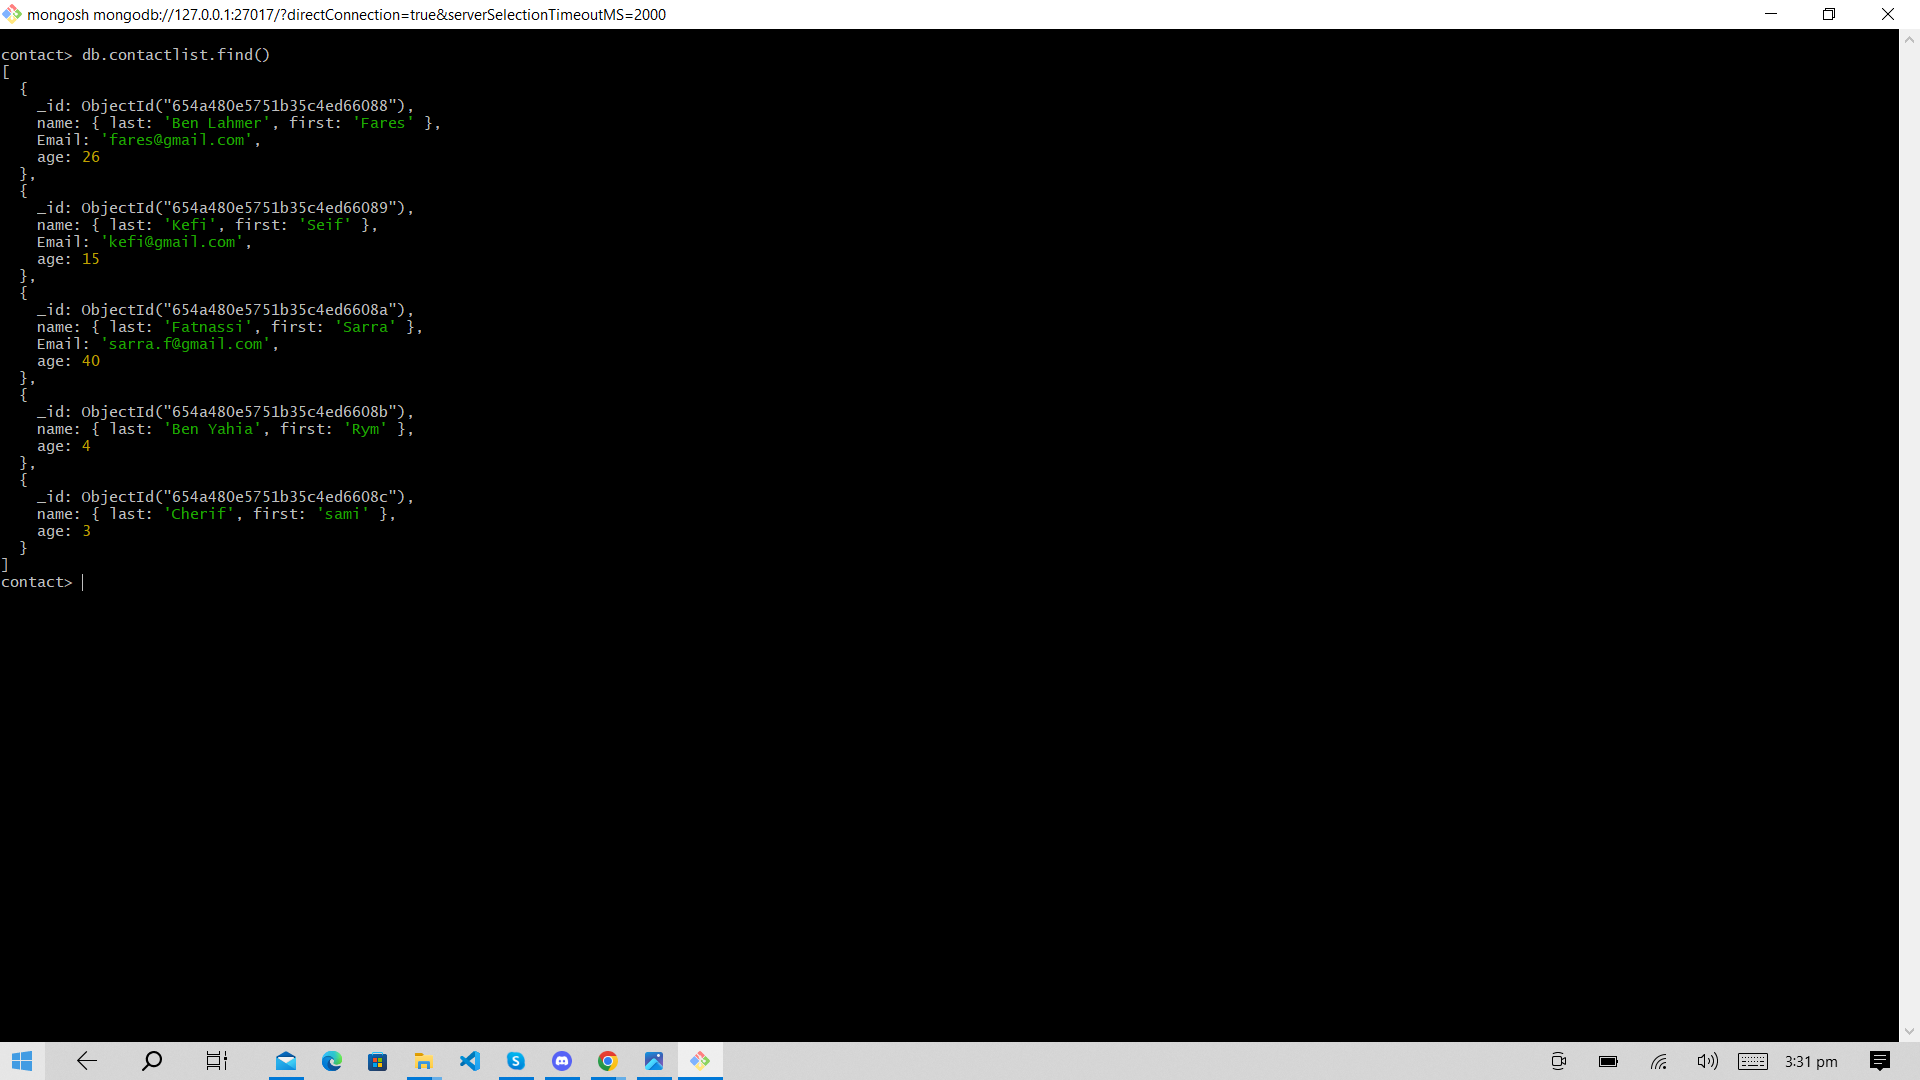 mongosh mongodb://127.0.0.1:27017/?directConnection=true&serverSelectionTimeoutMS=2000
contact> db.contactlist.find()
[
  {
    _id: ObjectId("654a480e5751b35c4ed66088"),
    name: { last: 'Ben Lahmer', first: 'Fares' },
    Email: 'fares@gmail.com',
    age: 26
  },
  {
    _id: ObjectId("654a480e5751b35c4ed66089"),
    name: { last: 'Kefi', first: 'Seif' },
    Email: 'kefi@gmail.com',
    age: 15
  },
  {
    _id: ObjectId("654a480e5751b35c4ed6608a"),
    name: { last: 'Fatnassi', first: 'Sarra' },
    Email: 'sarra.f@gmail.com',
    age: 40
  },
  {
    _id: ObjectId("654a480e5751b35c4ed6608b"),
    name: { last: 'Ben Yahia', first: 'Rym' },
    age: 4
  },
  {
    _id: ObjectId("654a480e5751b35c4ed6608c"),
    name: { last: 'Cherif', first: 'sami' },
    age: 3
  }
]
contact>
S
3:31 pm